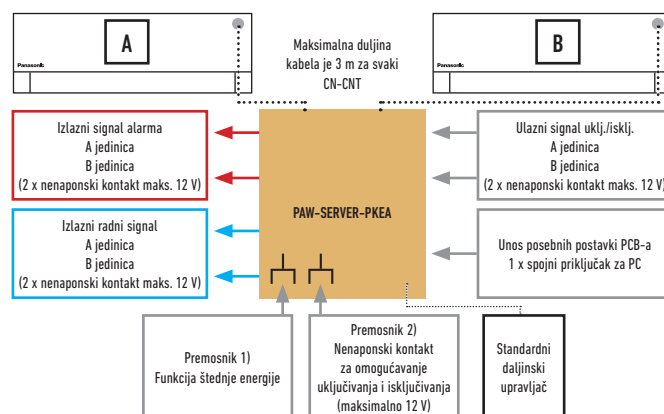 A
Panasonic
Maksimalna duljina
kabela je 3 m za svaki
CN-CNT
B
Panasonic
Izlazni signal alarma
A jedinica
B jedinica
(2 x nenaponski kontakt maks. 12 V)
Izlazni radni signal
A jedinica
B jedinica
(2 x nenaponski kontakt maks. 12 V)
PAW-SERVER-PKEA
Ulazni signal uklj./isklj.
A jedinica
B jedinica
(2 x nenaponski kontakt maks. 12 V)
Unos posebnih postavki PCB-a
1 x spojni priključak za PC
Premosnik 1)
Funkcija štednje energije
Premosnik 2)
Nenaponski kontakt
za omogućavanje
uključivanja i isključivanja
(maksimalno 12 V)
Standardni
daljinski
upravljač